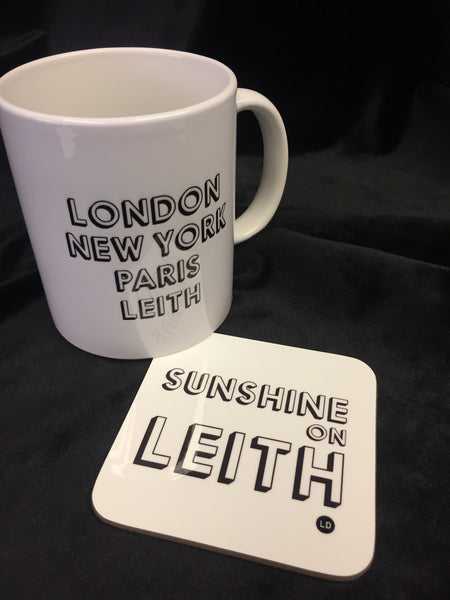 LONDON
NEW YORK
PARIS
LEITH
SUNSHINE
ON
LEITH
LD